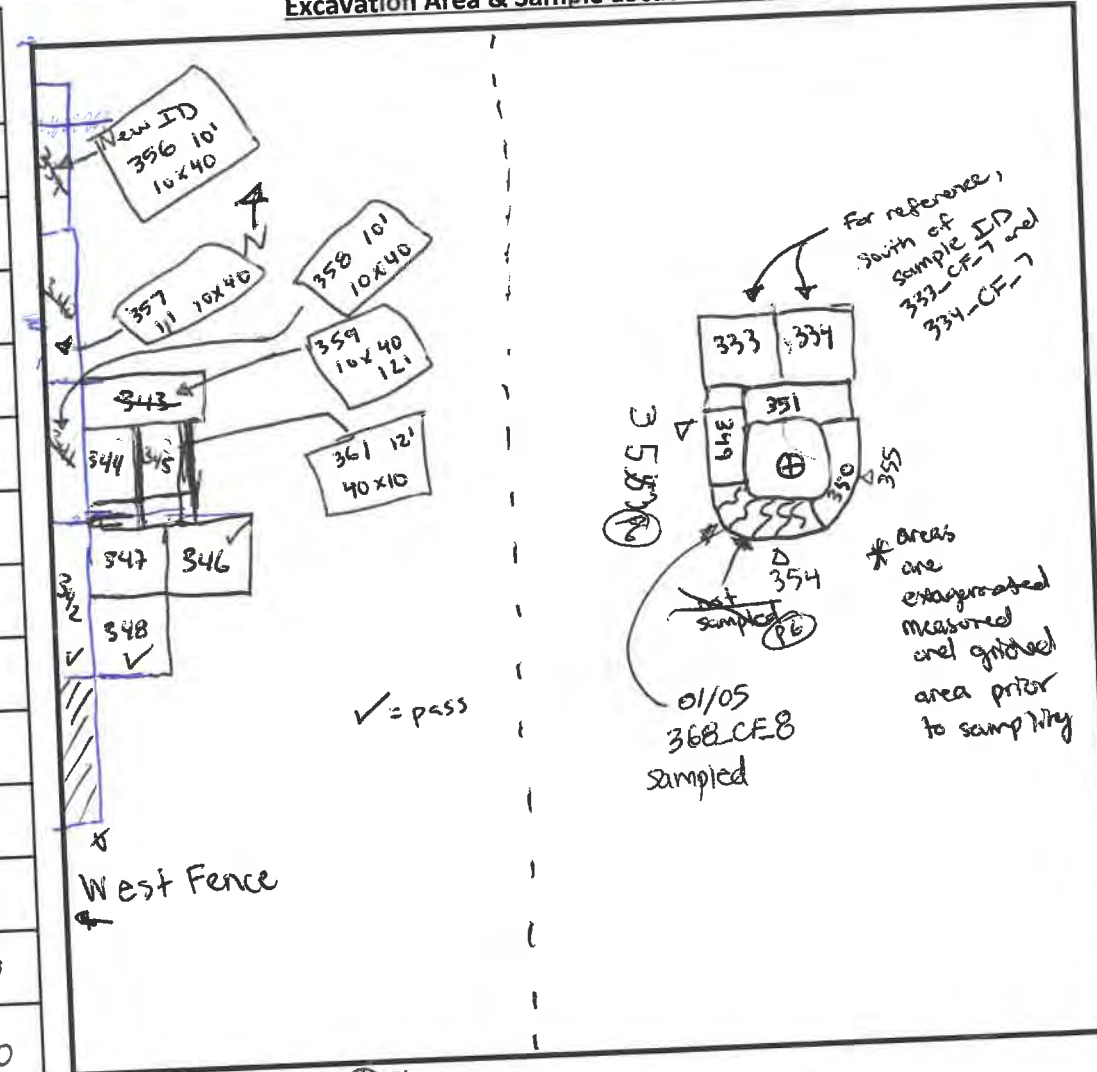 Excavation Area & Sample
New ID
356 10'
10x40
N
357 10x40
11'
358 10'
10x40
359
10x40
12'
343
344
345
361 12'
40x10
347
346 ✓
342
✓
348
✓
✓ = pass
West Fence
For reference,
south of
sample ID
333_CF_7 and
334_CF_7
333
334
351
349
350
355
354
not
sampled
01/05
368_CF_8
sampled
* areas
are
exaggerated
measured
and gridded
area prior
to sampling